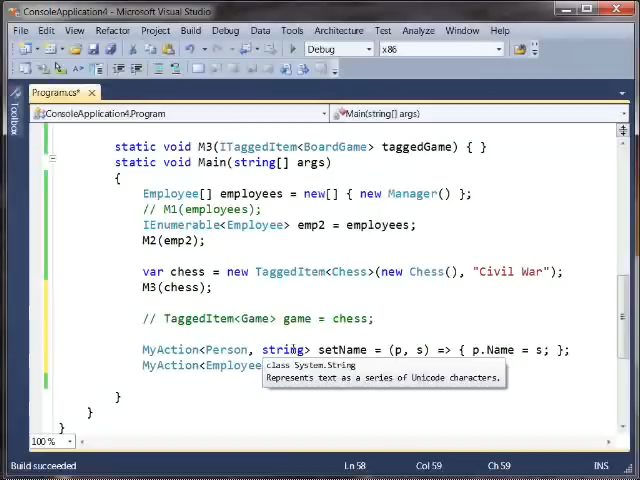 ConsoleApplication4 - Microsoft Visual Studio
File Edit View Refactor Project Build Debug Data Tools Architecture Test Analyze Window Help
Debug x86
Program.cs*
ConsoleApplication4.Program Main(string[] args)
Toolbox
static void M3(ITaggedItem<BoardGame> taggedGame) { }
static void Main(string[] args)
{
Employee[] employees = new[] { new Manager() };
// M1(employees);
IEnumerable<Employee> emp2 = employees;
M2(emp2);
var chess = new TaggedItem<Chess>(new Chess(), "Civil War");
M3(chess);
// TaggedItem<Game> game = chess;
MyAction<Person, string> setName = (p, s) => { p.Name = s; };
MyAction<Employee
class System.String
Represents text as a series of Unicode characters.
}
}
}
100 %
Build succeeded Ln 58 Col 59 Ch 59 INS